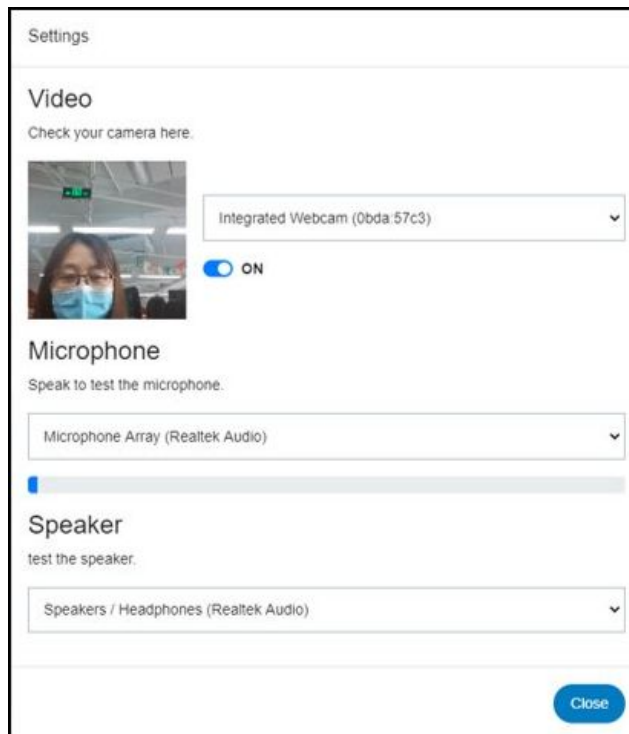 Settings
Video
Check your camera here.
Integrated Webcam (0bda:57c3)
ON
Microphone
Speak to test the microphone.
Microphone Array (Realtek Audio)
Speaker
test the speaker.
Speakers / Headphones (Realtek Audio)
Close